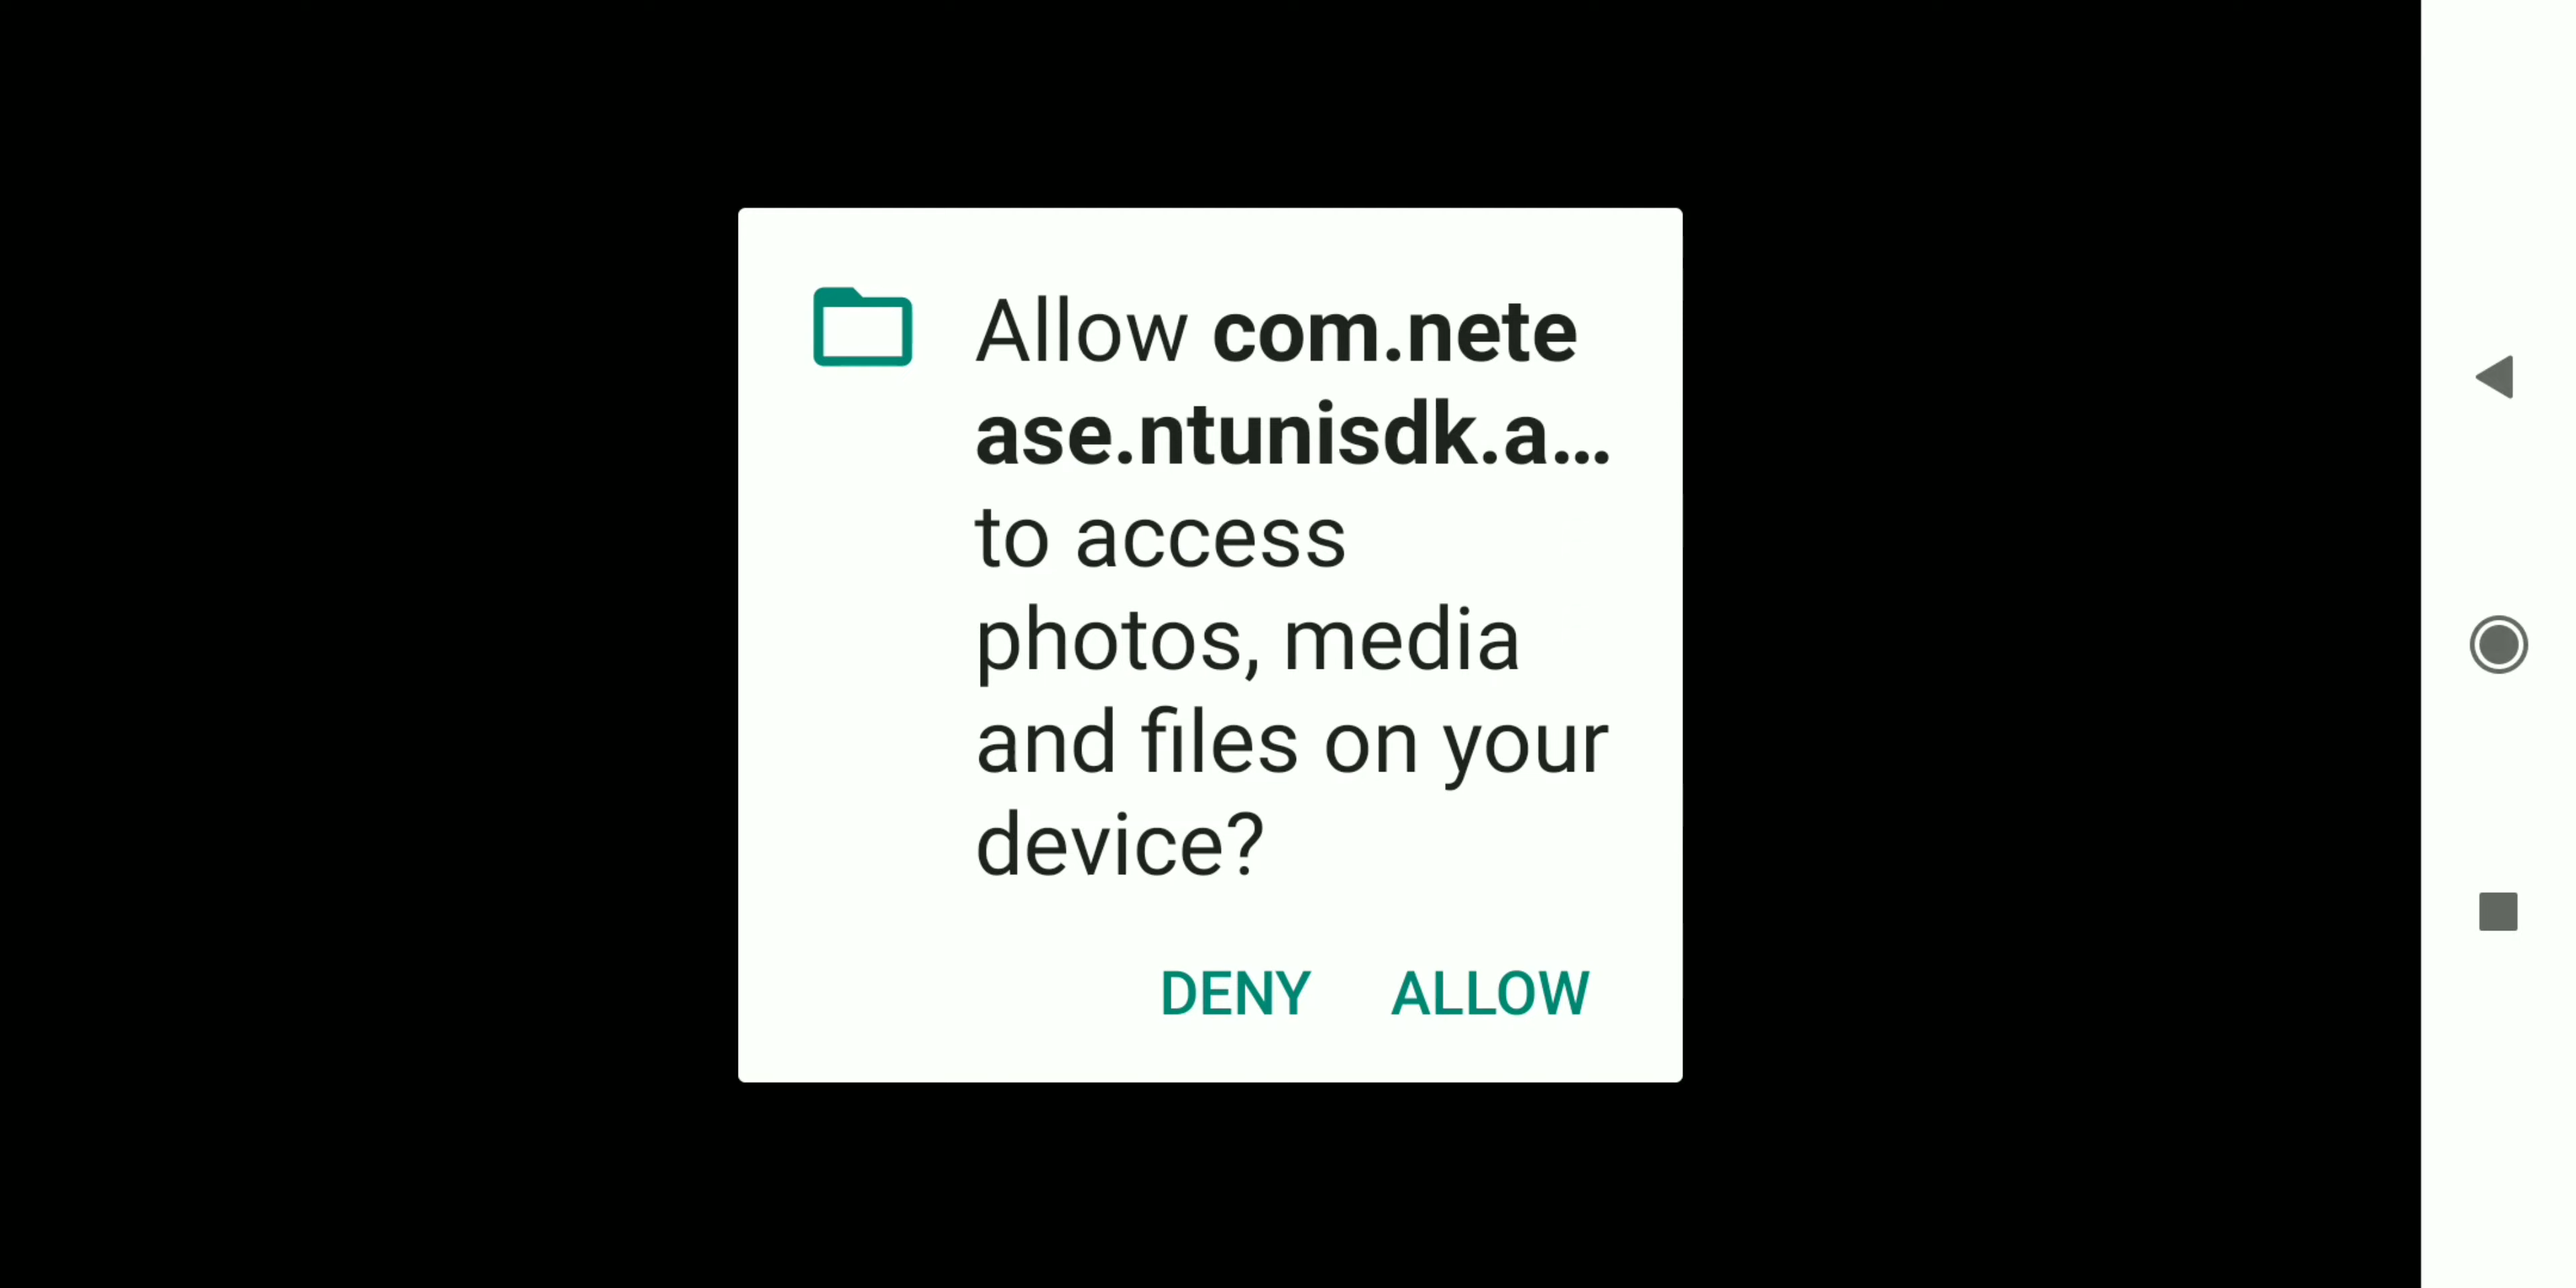 Allow com.nete
ase.ntunisdk.a...
to access
photos, media
and files on your
device?
DENY ALLOW